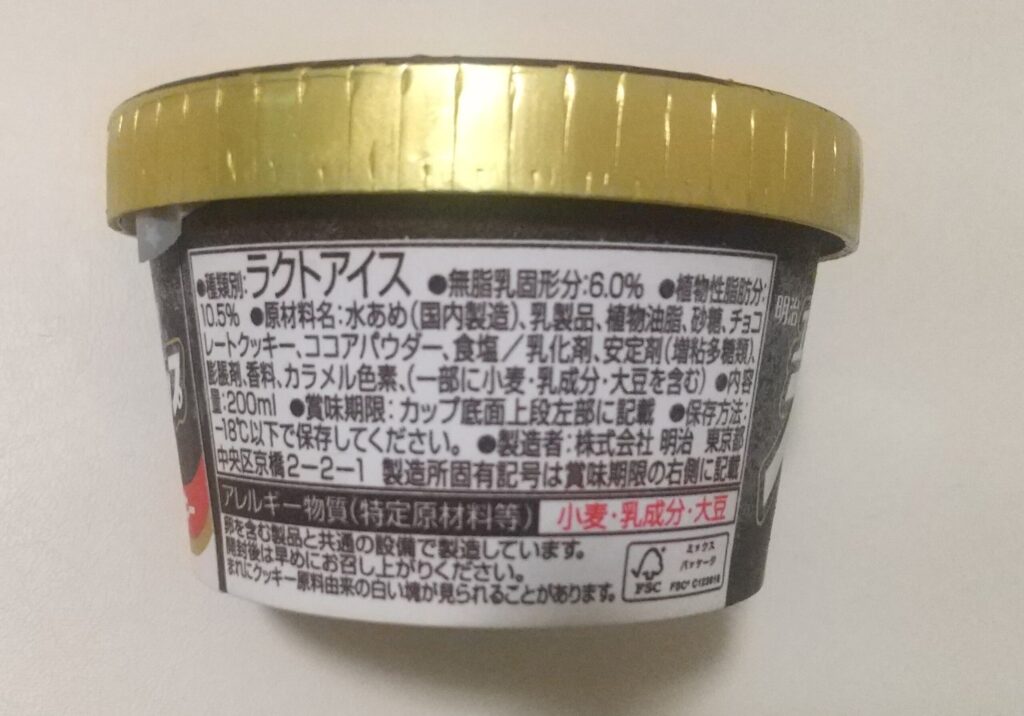 ●種類別:ラクトアイス ●無脂乳固形分:6.0% ●植物性脂肪分:
10.5% ●原材料名:水あめ(国内製造)、乳製品、植物油脂、砂糖、チョコ
レートクッキー、ココアパウダー、食塩/乳化剤、安定剤(増粘多糖類)、
膨脹剤、香料、カラメル色素、(一部に小麦・乳成分・大豆を含む) ●内容
量:200ml ●賞味期限:カップ底面上段左部に記載 ●保存方法:
-18℃以下で保存してください。 ●製造者:株式会社 明治 東京都
中央区京橋2-2-1 製造所固有記号は賞味期限の右側に記載
アレルギー物質(特定原材料等) 小麦・乳成分・大豆
卵を含む製品と共通の設備で製造しています。
開封後は早めにお召し上がりください。
まれにクッキー原料由来の白い塊が見られることがあります。
ミックス
パッケージ
FSC
FSC® C123618
明治